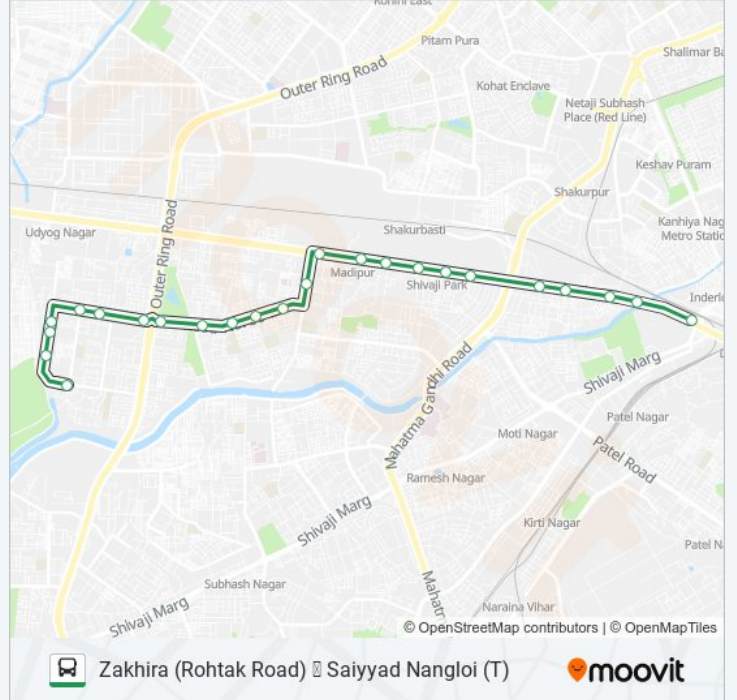 Rohini East
Pitam Pura
Outer Ring Road
Shalimar Ba
Kohat Enclave
Netaji Subhash
Place (Red Line)
Keshav Puram
Shakurpur
Outer Ring Road
Udyog Nagar
Shakurbasti
Kanhiya Nag
Metro Static
Madipur
Shivaji Park
Inderlo
Shivaji Marg
Mahatma Gandhi Road
Patel Nagar
Moti Nagar
Patel Road
Ramesh Nagar
Shivaji Marg
Kirti Nagar
Patel N
Subhash Nagar
Mahatr
Shivaji Marg
Naraina Vihar
© OpenStreetMap contributors | © OpenMapTiles
Zakhira (Rohtak Road) Saiyyad Nangloi (T)
moovit